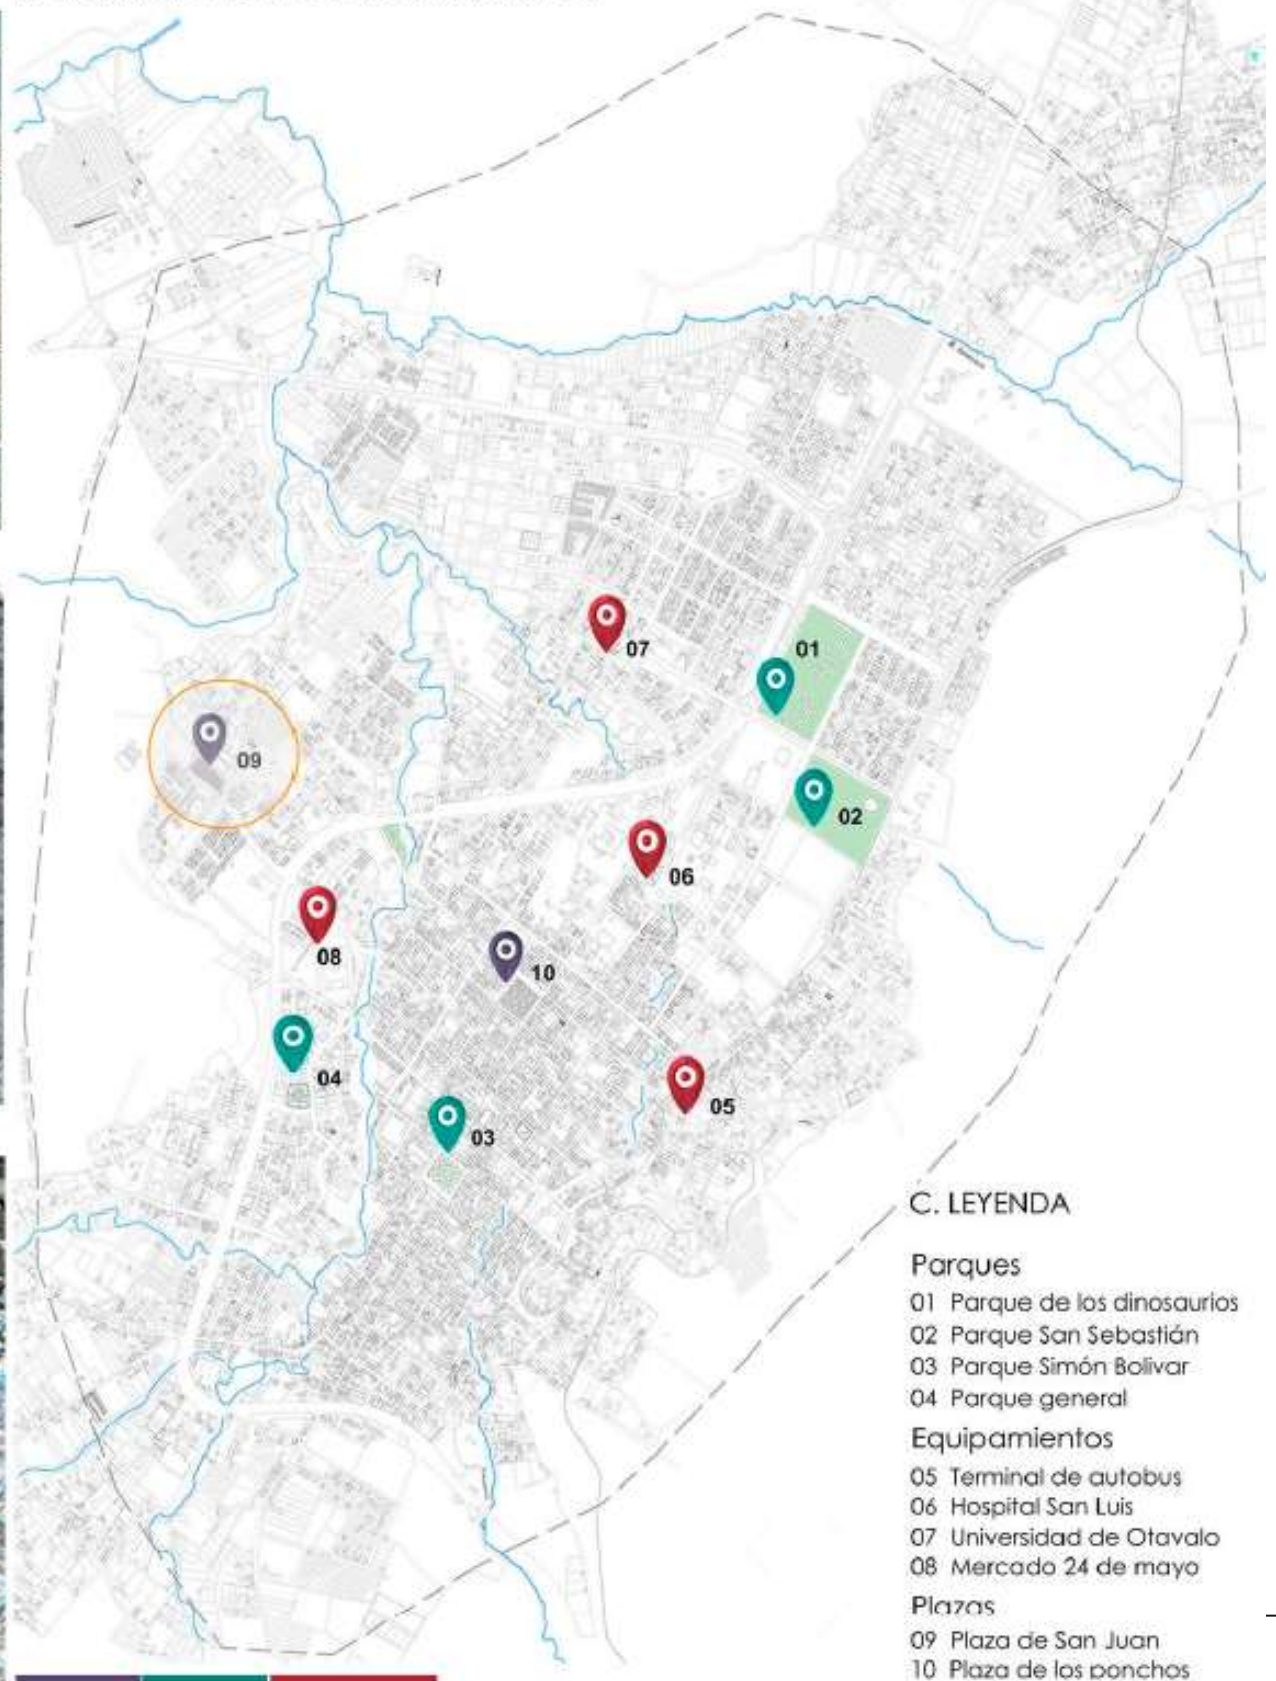 07
01
09
02
06
08
10
04
05
03
C. LEYENDA
Parques
01 Parque de los dinosaurios
02 Parque San Sebastián
03 Parque Simón Bolivar
04 Parque general
Equipamientos
05 Terminal de autobus
06 Hospital San Luis
07 Universidad de Otavalo
08 Mercado 24 de mayo
Plazas
09 Plaza de San Juan
10 Plaza de los ponchos